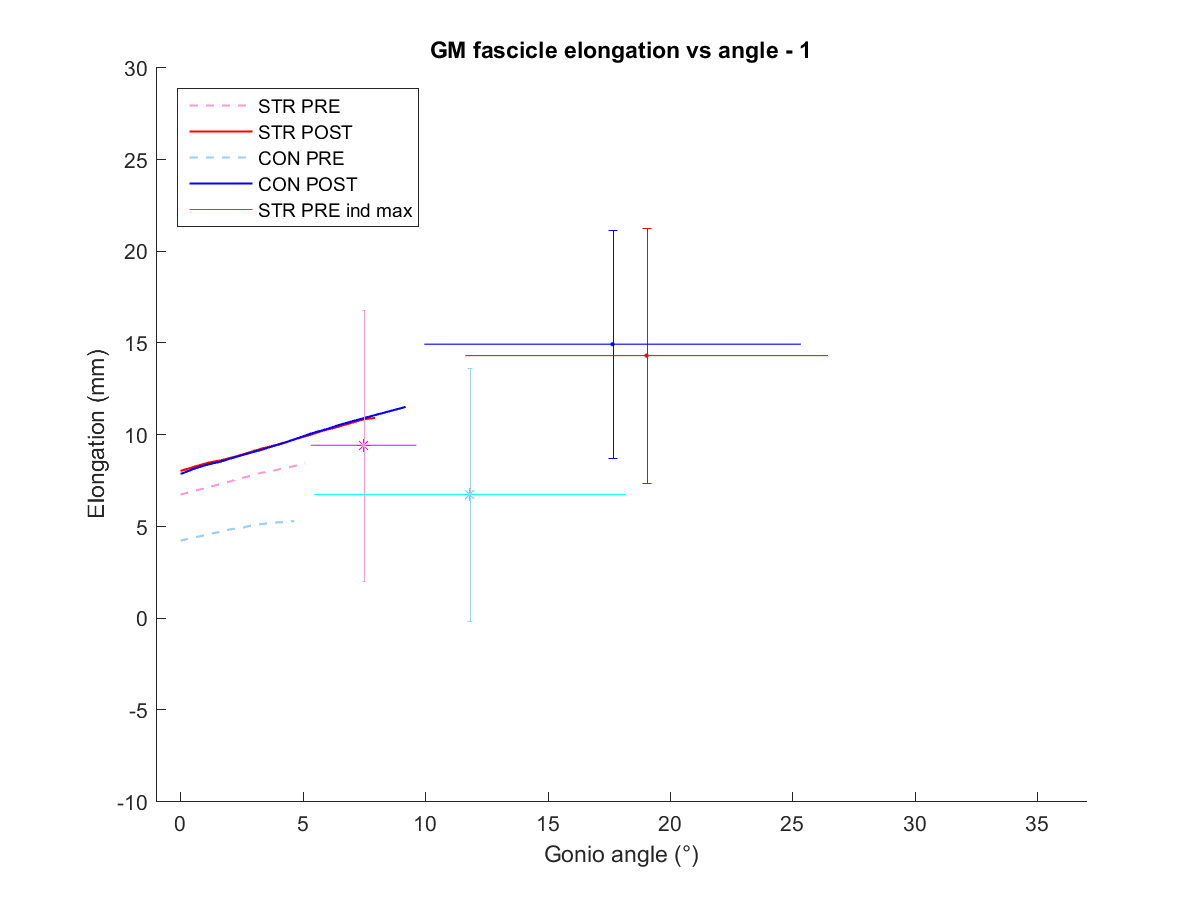 GM fascicle elongation vs angle - 1
30
25
20
15
10
5
0
-5
-10
Elongation (mm)
STR PRE
STR POST
CON PRE
CON POST
STR PRE ind max
0 5 10 15 20 25 30 35
Gonio angle (°)